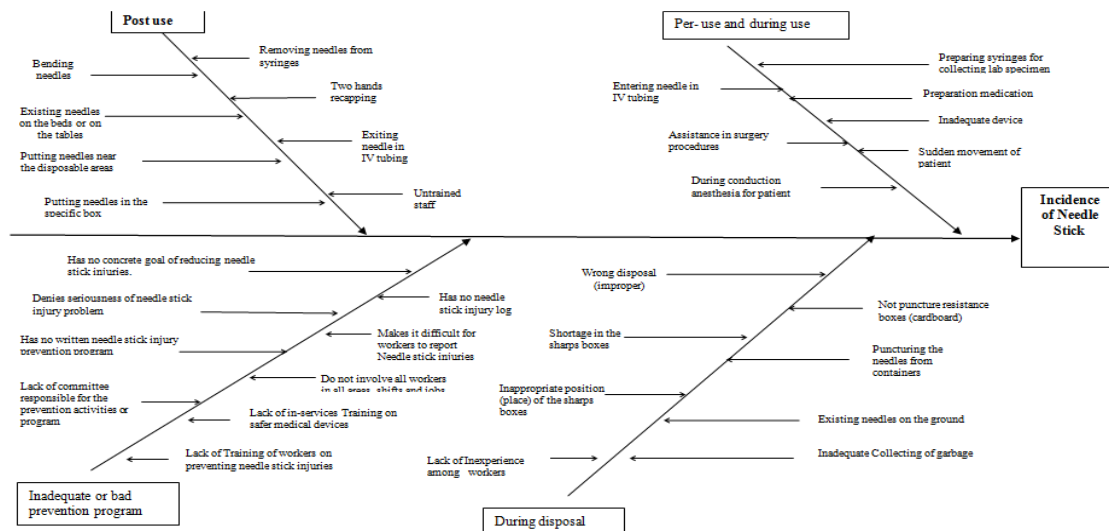 Post use
Removing needles from
syringes
Bending
needles
Two hands
recapping
Existing needles
on the beds or on
the tables
Exiting
needle in
IV tubing
Putting needles near
the disposable areas
Untrained
staff
Putting needles in the
specific box
Per- use and during use
Preparing syringes for
collecting lab specimen
Entering needle in
IV tubing
Preparation medication
Inadequate device
Assistance in surgery
procedures
Sudden movement of
patient
During conduction
anesthesia for patient
Incidence
of Needle
Stick
Has no concrete goal of reducing needle
stick injuries.
Has no needle
stick injury log
Denies seriousness of needle stick
injury problem
Makes it difficult for
workers to report
Needle stick injuries
Has no written needle stick injury
prevention program
Do not involve all workers
in all areas, shifts and jobs
Lack of committee
responsible for the
prevention activities or
program
Lack of in-services Training on
safer medical devices
Lack of Training of workers on
preventing needle stick injuries
Inadequate or bad
prevention program
Wrong disposal
(improper)
Not puncture resistance
boxes (cardboard)
Shortage in the
sharps boxes
Puncturing the
needles from
containers
Inappropriate position
(place) of the sharps
boxes
Existing needles on the ground
Lack of Inexperience
among workers
Inadequate Collecting of garbage
During disposal